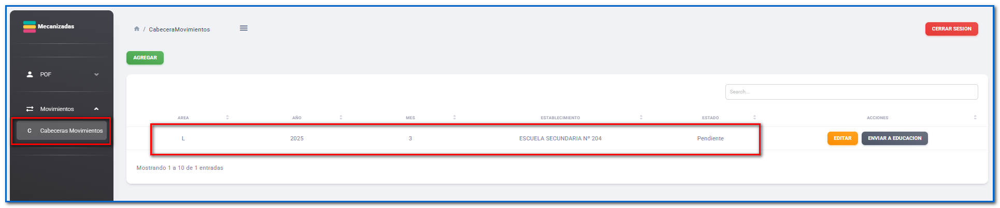 Mecanizadas
/ CabeceraMovimientos
CERRAR SESION
AGREGAR
POF
Movimientos
C Cabeceras Movimientos
Search...
AREA AÑO MES ESTABLECIMIENTO ESTADO ACCIONES
L 2025 3 ESCUELA SECUNDARIA Nº 204 Pendiente EDITAR ENVIAR A EDUCACION
Mostrando 1 a 10 de 1 entradas